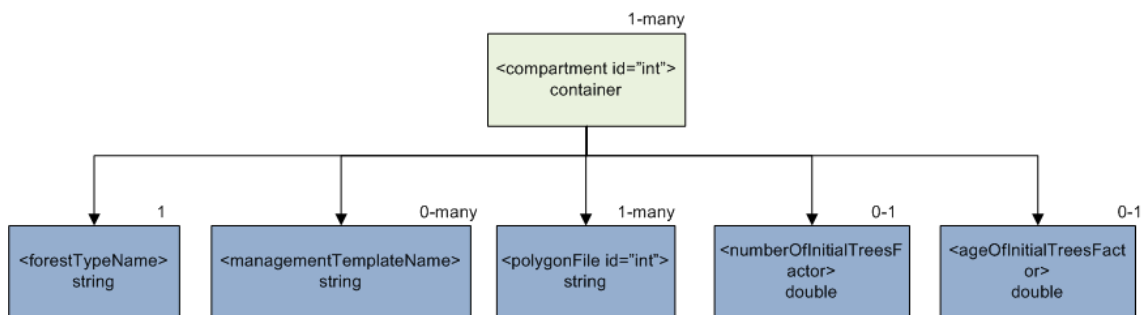 1-many
<compartment id="int">
container
1
0-many
1-many
0-1
0-1
<forestTypeName>
string
<managementTemplateName>
string
<polygonFile id="int">
string
<numberOfInitialTreesF
actor>
double
<ageOfInitialTreesFact
or>
double